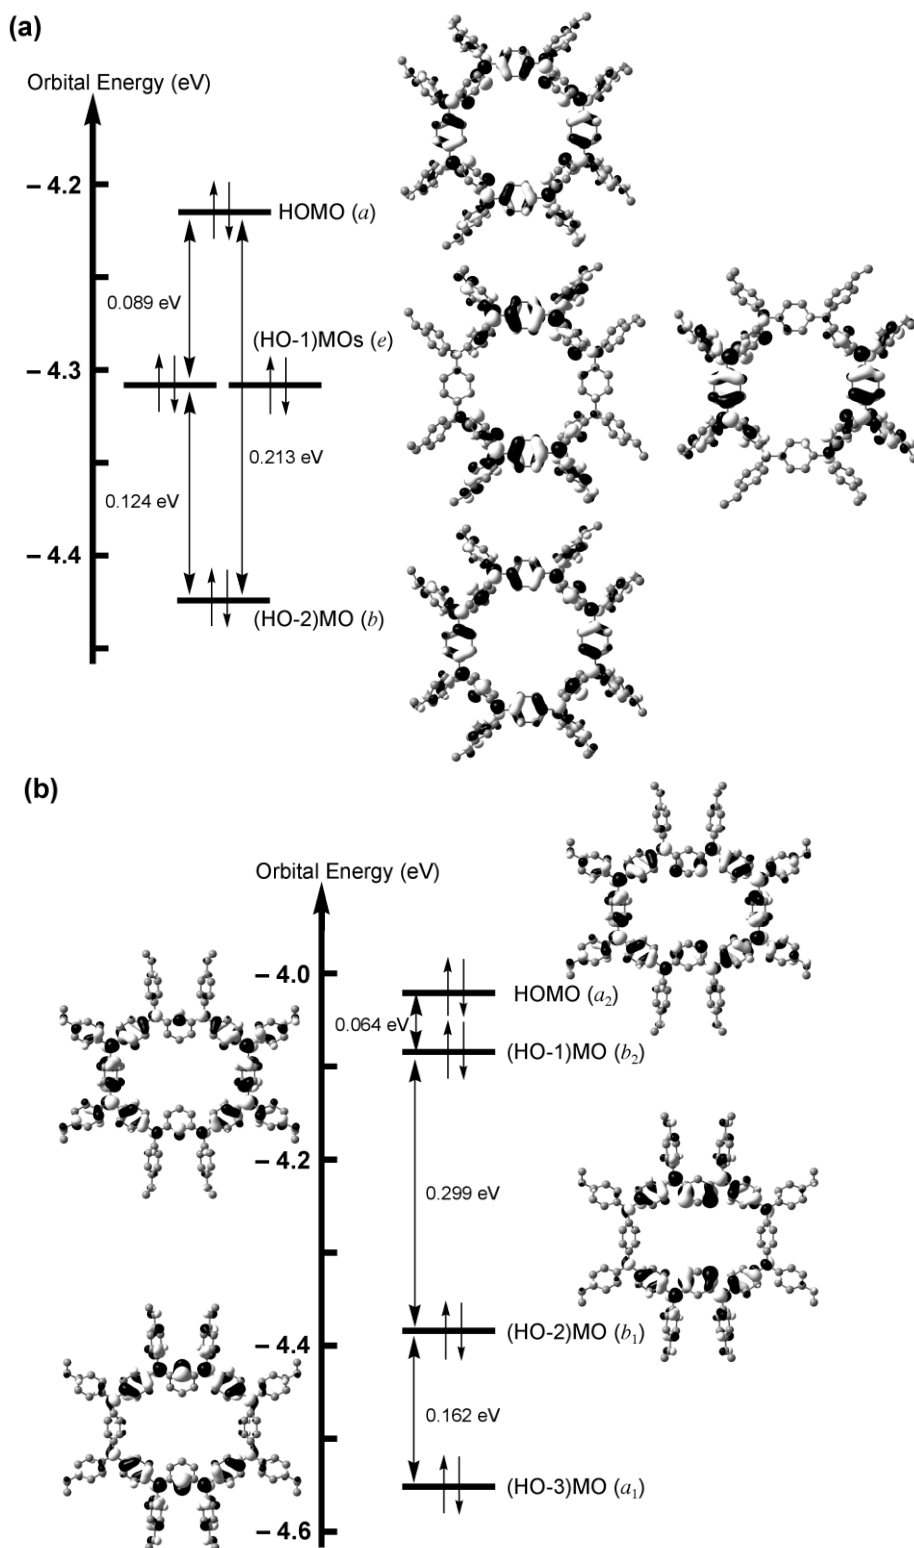 (a)
Orbital Energy (eV)
– 4.2
HOMO (a)
0.089 eV
(HO-1)MOs (e)
– 4.3
0.213 eV
0.124 eV
– 4.4
(HO-2)MO (b)
(b)
Orbital Energy (eV)
– 4.0
HOMO (a2)
0.064 eV
(HO-1)MO (b2)
– 4.2
0.299 eV
– 4.4
(HO-2)MO (b1)
0.162 eV
(HO-3)MO (a1)
– 4.6